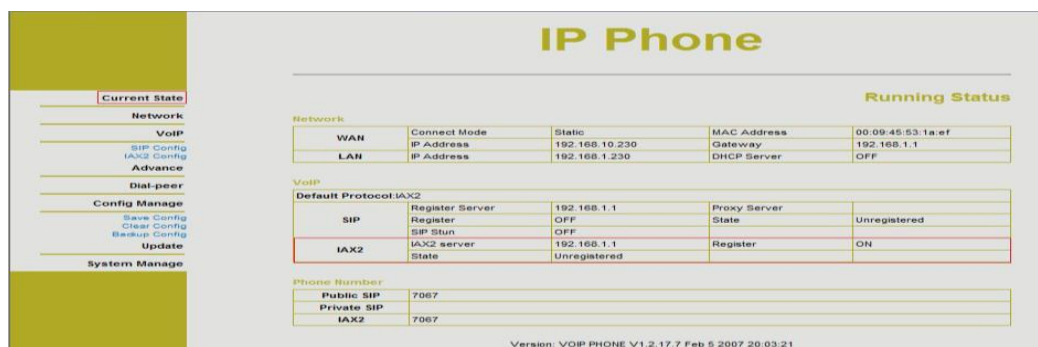 IP Phone
Current State
Network
VoIP
SIP Config
IAX2 Config
Advance
Dial-peer
Config Manage
Save Config
Clear Config
Backup Config
Update
System Manage
Running Status
Network
WAN Connect Mode Static MAC Address 00:09:45:53:1a:ef
IP Address 192.168.10.230 Gateway 192.168.1.1
LAN IP Address 192.168.1.230 DHCP Server OFF
VoIP
Default Protocol:IAX2
SIP Register Server 192.168.1.1 Proxy Server
Register OFF State Unregistered
SIP Stun OFF
IAX2 IAX2 server 192.168.1.1 Register ON
State Unregistered
Phone Number
Public SIP 7067
Private SIP
IAX2 7067
Version: VOIP PHONE V1.2.17.7 Feb 5 2007 20:03:21